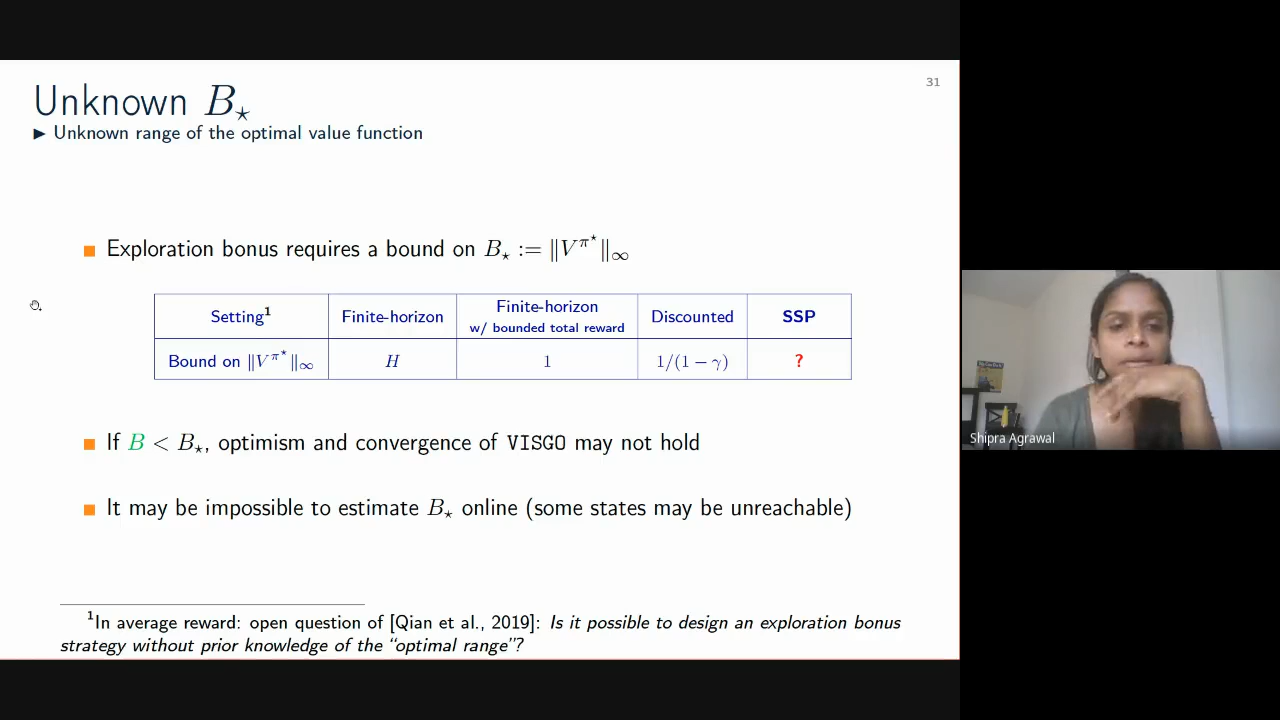 31
Unknown B⋆
▶ Unknown range of the optimal value function
Exploration bonus requires a bound on B⋆ := ‖V^{π⋆}‖∞
Setting¹ Finite-horizon Finite-horizon w/ bounded total reward Discounted SSP
Bound on ‖V^{π⋆}‖∞ H 1 1/(1 − γ) ?
If B < B⋆, optimism and convergence of VISGO may not hold
It may be impossible to estimate B⋆ online (some states may be unreachable)
¹In average reward: open question of [Qian et al., 2019]: Is it possible to design an exploration bonus
strategy without prior knowledge of the “optimal range”?
Shipra Agrawal